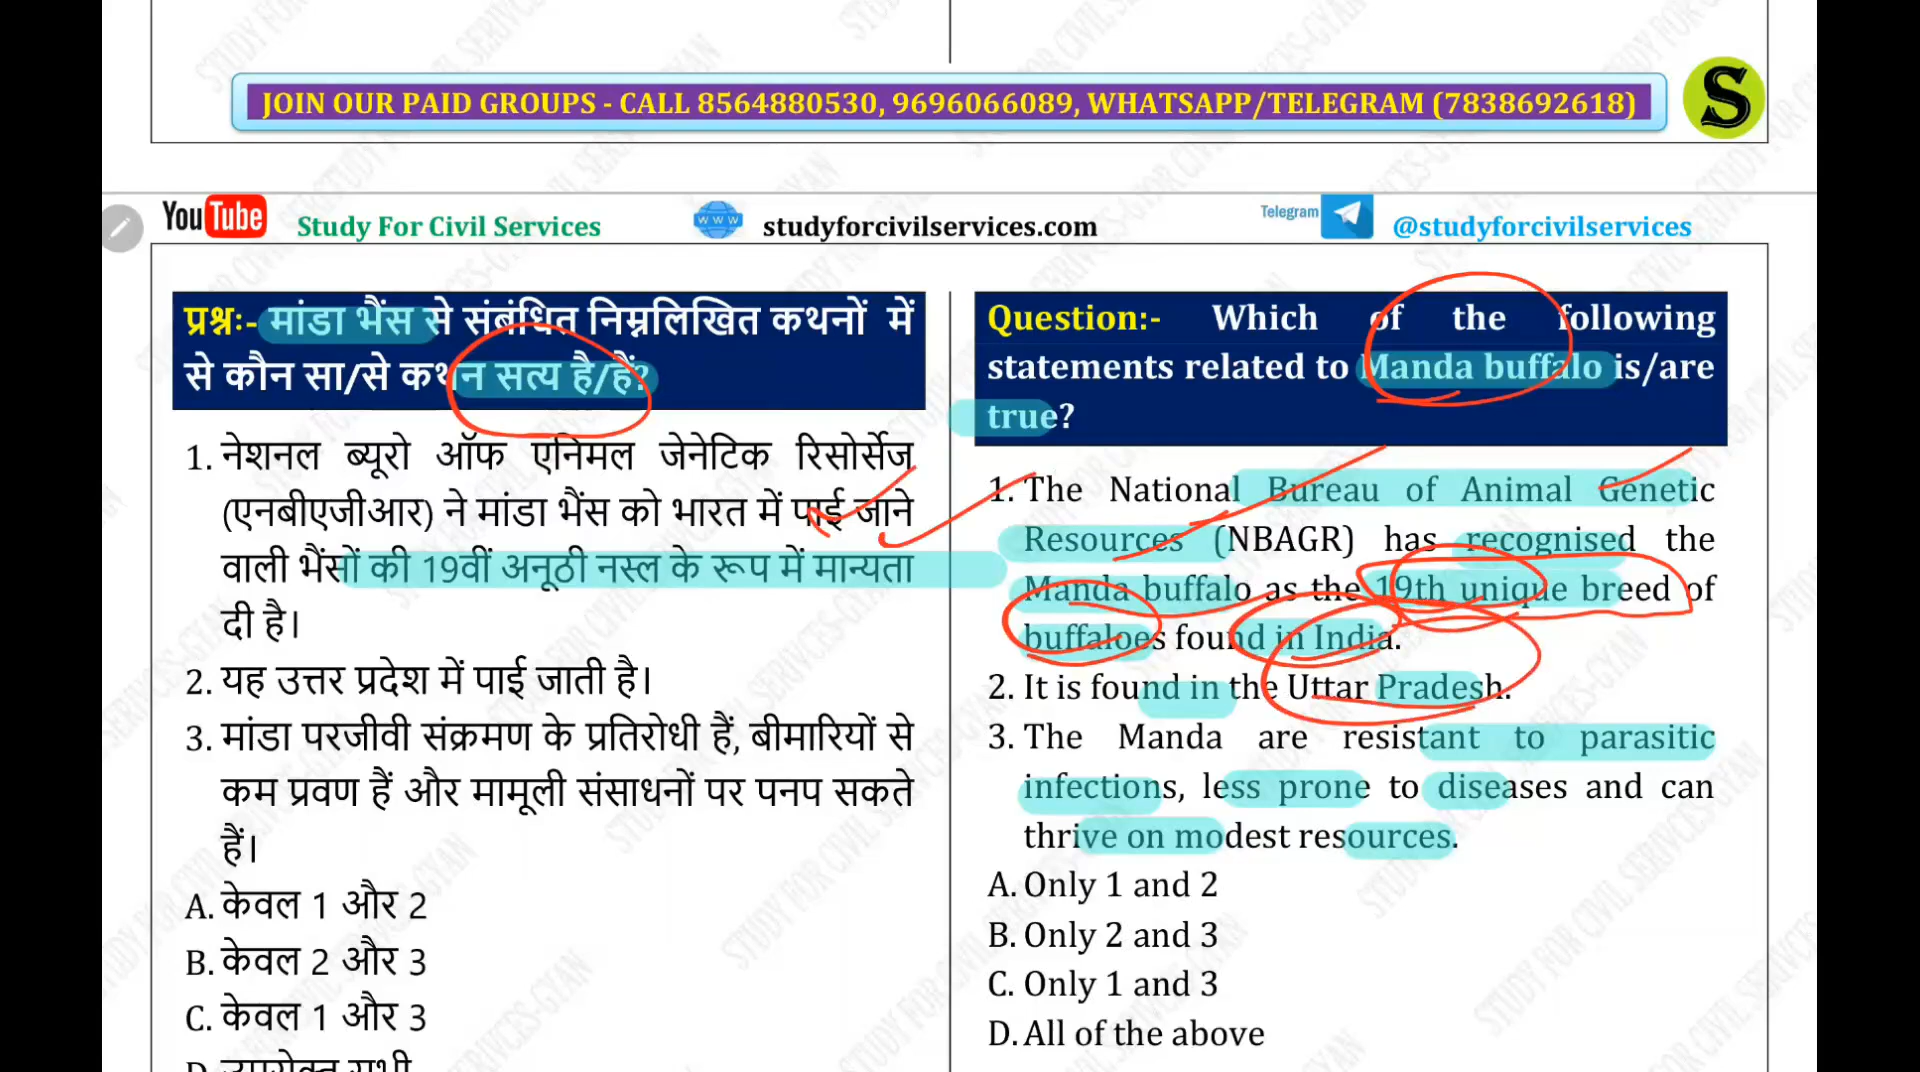 JOIN OUR PAID GROUPS - CALL 8564880530, 9696066089, WHATSAPP/TELEGRAM (7838692618)
S
YouTube Study For Civil Services
WWW studyforcivilservices.com
Telegram @studyforcivilservices
प्रश्नः- मांडा भैंस से संबंधित निम्नलिखित कथनों में
से कौन सा/से कथन सत्य है/हैं?
1. नेशनल ब्यूरो ऑफ एनिमल जेनेटिक रिसोर्सेज
(एनबीएजीआर) ने मांडा भैंस को भारत में पाई जाने
वाली भैंसों की 19वीं अनूठी नस्ल के रूप में मान्यता
दी है।
2. यह उत्तर प्रदेश में पाई जाती है।
3. मांडा परजीवी संक्रमण के प्रतिरोधी हैं, बीमारियों से
कम प्रवण हैं और मामूली संसाधनों पर पनप सकते
हैं।
A. केवल 1 और 2
B. केवल 2 और 3
C. केवल 1 और 3
D. उपरोक्त सभी
Question:- Which of the following
statements related to Manda buffalo is/are
true?
1. The National Bureau of Animal Genetic
Resources (NBAGR) has recognised the
Manda buffalo as the 19th unique breed of
buffaloes found in India.
2. It is found in the Uttar Pradesh.
3. The Manda are resistant to parasitic
infections, less prone to diseases and can
thrive on modest resources.
A. Only 1 and 2
B. Only 2 and 3
C. Only 1 and 3
D. All of the above
STUDY FOR CIVIL SERIVCES-GYAN